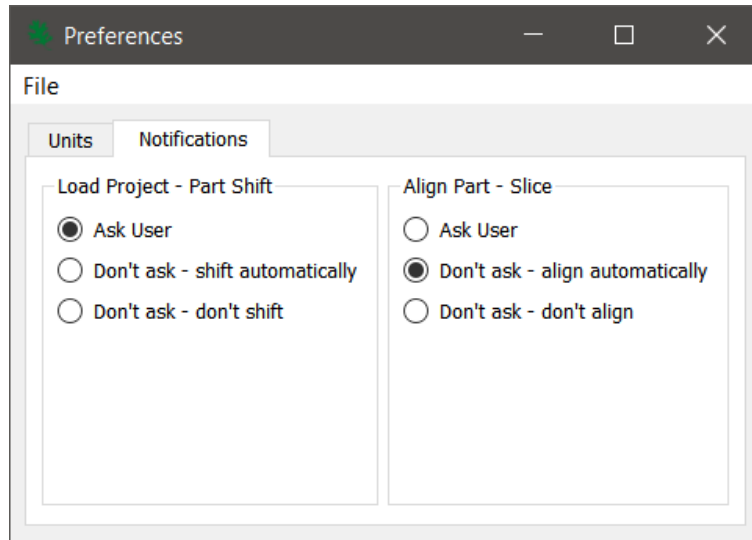 Preferences
File
Units
Notifications
Load Project - Part Shift
Ask User
Don't ask - shift automatically
Don't ask - don't shift
Align Part - Slice
Ask User
Don't ask - align automatically
Don't ask - don't align